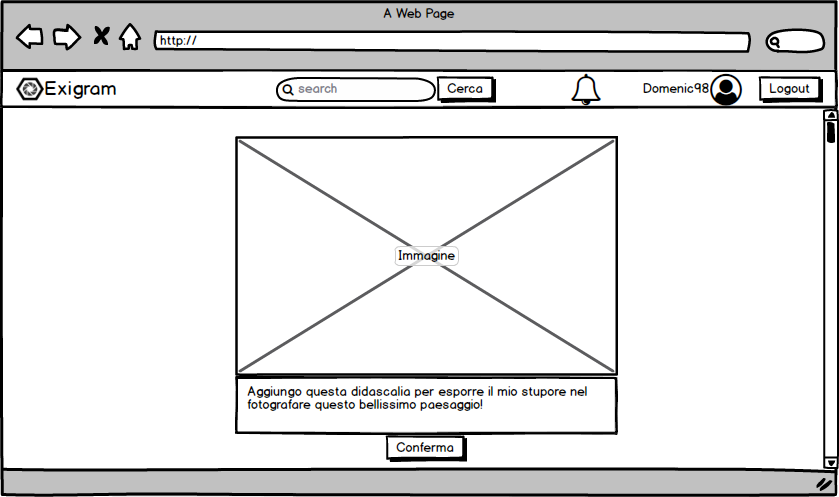 A Web Page
http://
Exigram
search
Cerca
Domenic98
Logout
Immagine
Aggiungo questa didascalia per esporre il mio stupore nel
fotografare questo bellissimo paesaggio!
Conferma